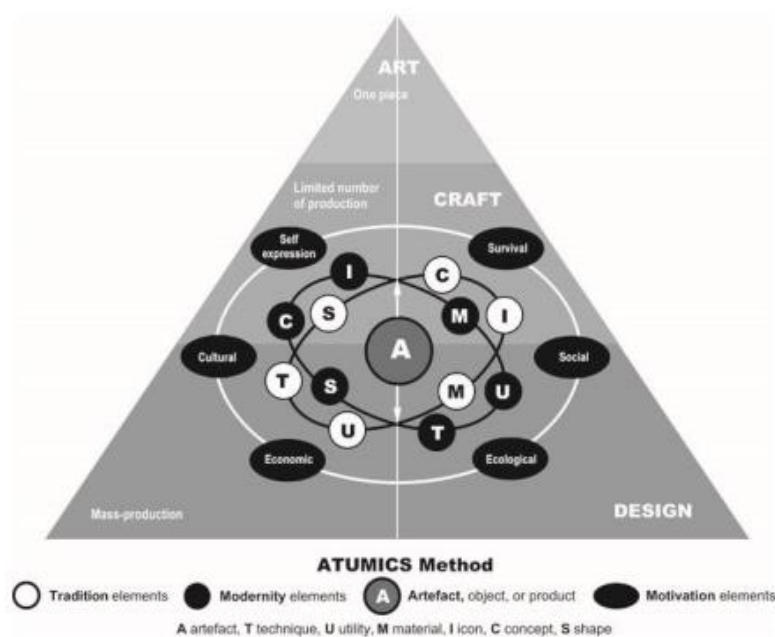 ART
One piece
Limited number
of production
CRAFT
Self
expression
Survival
I
C
C
S
M
I
A
Cultural
Social
T
S
M
U
U
T
Economic
Ecological
Mass-production
DESIGN
ATUMICS Method
Tradition elements
Modernity elements
A
Artefact, object, or product
Motivation elements
A artefact, T technique, U utility, M material, I icon, C concept, S shape